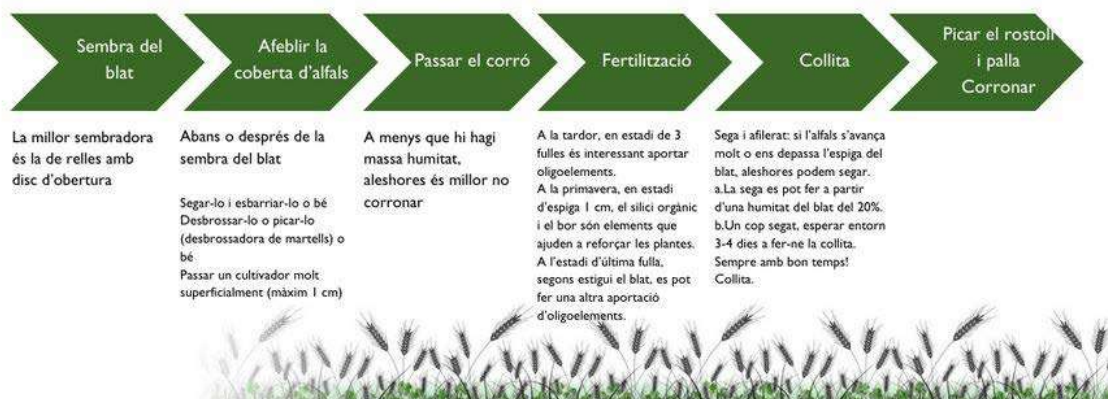 Sembra del
blat
Afeblir la
coberta d'alfals
Passar el corró
Fertilització
Collita
Picar el rostoll
i palla
Corronar
La millor sembradora
és la de relles amb
disc d'obertura
Abans o després de la
sembra del blat
Segar-lo i esbarriar-lo o bé
Desbrossar-lo o picar-lo
(desbrossadora de martells) o
bé
Passar un cultivador molt
superficialment (màxim 1 cm)
A menys que hi hagi
massa humitat,
aleshores és millor no
corronar
A la tardor, en estadi de 3
fulles és interessant aportar
oligoelements.
A la primavera, en estadi
d'espiga 1 cm, el silici orgànic
i el bor són elements que
ajuden a reforçar les plantes.
A l'estadi d'última fulla,
segons estigui el blat, es pot
fer una altra aportació
d'oligoelements.
Sega i afilerat: si l'alfals s'avança
molt o ens depassa l'espiga del
blat, aleshores podem segar.
a.La sega es pot fer a partir
d'una humitat del blat del 20%.
b.Un cop segat, esperar entorn
3-4 dies a fer-ne la collita.
Sempre amb bon temps!
Collita.